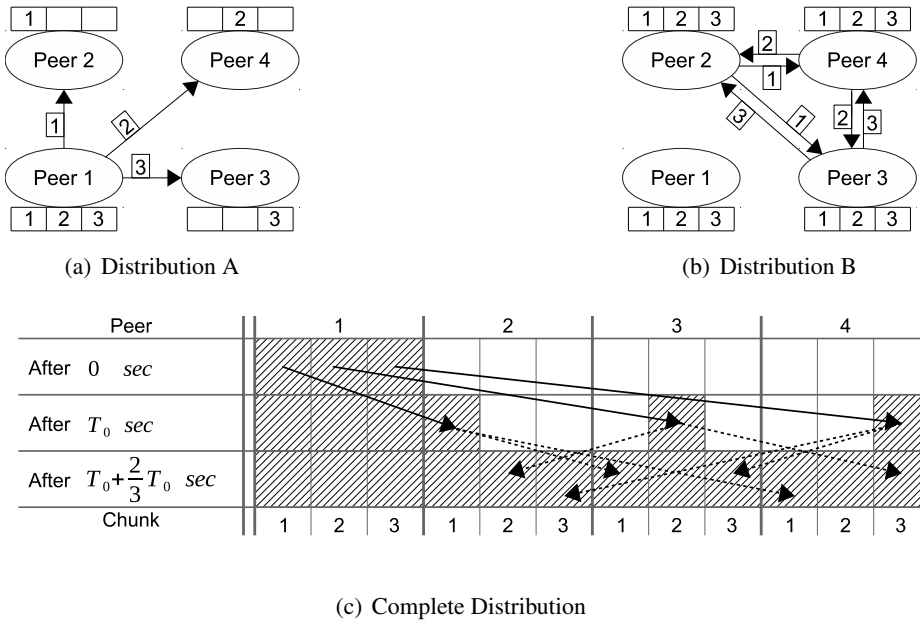 1
2
Peer 2
Peer 4
1
2
3
Peer 1
Peer 3
1 2 3
3
(a) Distribution A
1 2 3
1 2 3
Peer 2
Peer 4
2
1
3
1
2
3
Peer 1
Peer 3
1 2 3
1 2 3
(b) Distribution B
Peer 1 2 3 4
After 0 sec
After T0 sec
After T0+2/3 T0 sec
Chunk 1 2 3 1 2 3 1 2 3 1 2 3
(c) Complete Distribution